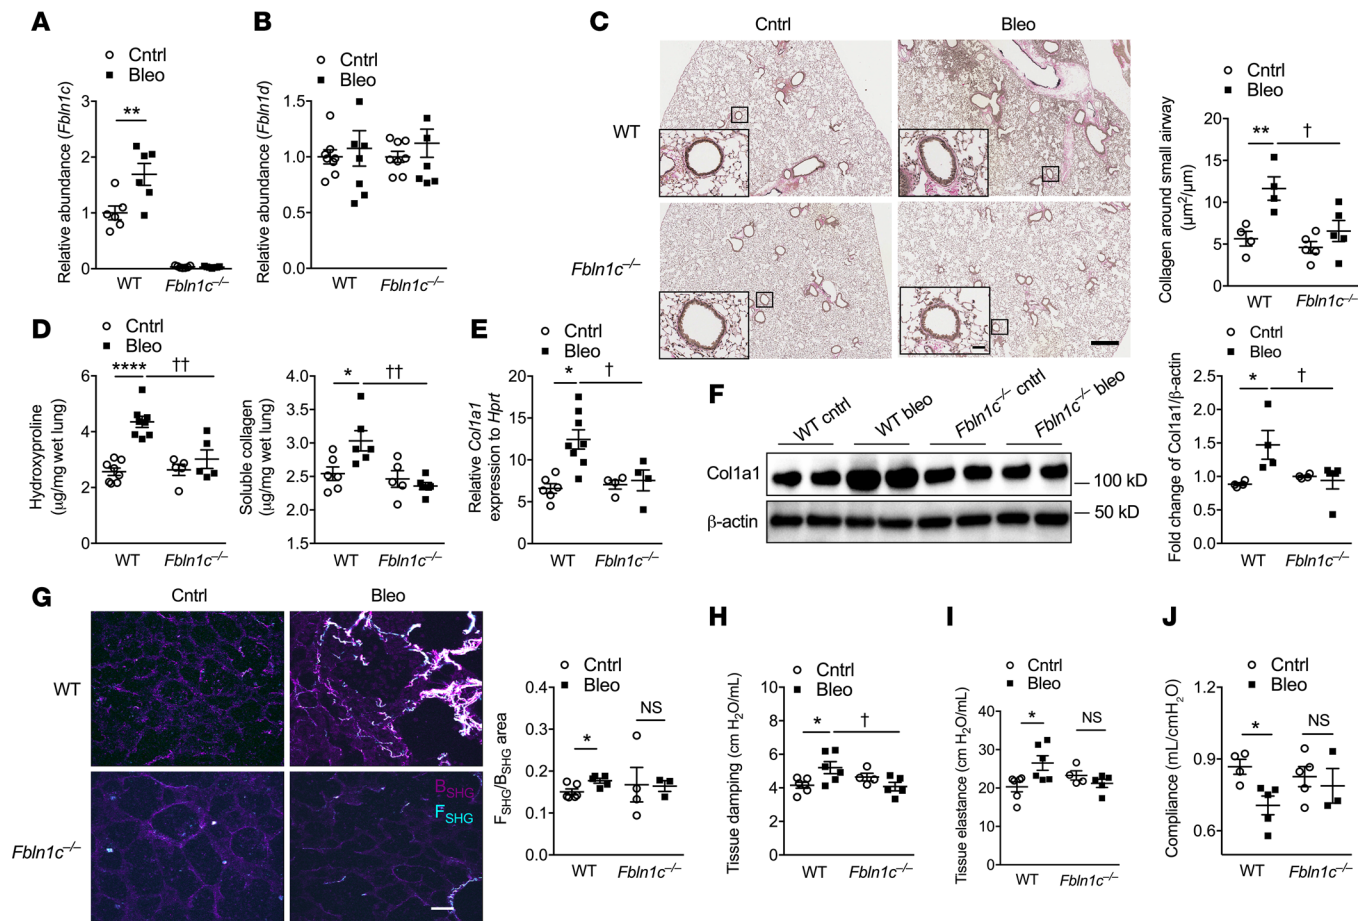 A
Cntrl
Bleo
Relative abundance (Fbln1c)
3
2
1
0
**
WT
Fbln1c–/–
B
Cntrl
Bleo
Relative abundance (Fbln1d)
1.5
1.0
0.5
0.0
WT
Fbln1c–/–
C
Cntrl
Bleo
WT
Fbln1c–/–
Cntrl
Bleo
Collagen around small airway
(µm²/µm)
20
15
10
5
0
**
†
WT
Fbln1c–/–
D
Cntrl
Bleo
Hydroxyproline
(µg/mg wet lung)
6
4
2
0
****
††
WT
Fbln1c–/–
Cntrl
Bleo
Soluble collagen
(µg/mg wet lung)
4.0
3.5
3.0
2.5
2.0
1.5
*
††
WT
Fbln1c–/–
E
Cntrl
Bleo
Relative Col1a1
expression to Hprt
20
15
10
5
0
*
†
WT
Fbln1c–/–
F
WT cntrl
WT bleo
Fbln1c–/– cntrl
Fbln1c–/– bleo
Col1a1
100 kD
β-actin
50 kD
Cntrl
Bleo
Fold change of Col1a1/β-actin
2.5
2.0
1.5
1.0
0.5
0.0
*
†
WT
Fbln1c–/–
G
Cntrl
Bleo
WT
Fbln1c–/–
BSHG
FSHG
Cntrl
Bleo
FSHG/BSHG area
0.4
0.3
0.2
0.1
0.0
*
NS
WT
Fbln1c–/–
H
Cntrl
Bleo
Tissue damping (cm H2O/mL)
10
8
6
4
2
0
*
†
WT
Fbln1c–/–
I
Cntrl
Bleo
Tissue elastance (cm H2O/mL)
40
30
20
10
0
*
NS
WT
Fbln1c–/–
J
Cntrl
Bleo
Compliance (mL/cmH2O)
1.2
0.9
0.6
*
NS
WT
Fbln1c–/–